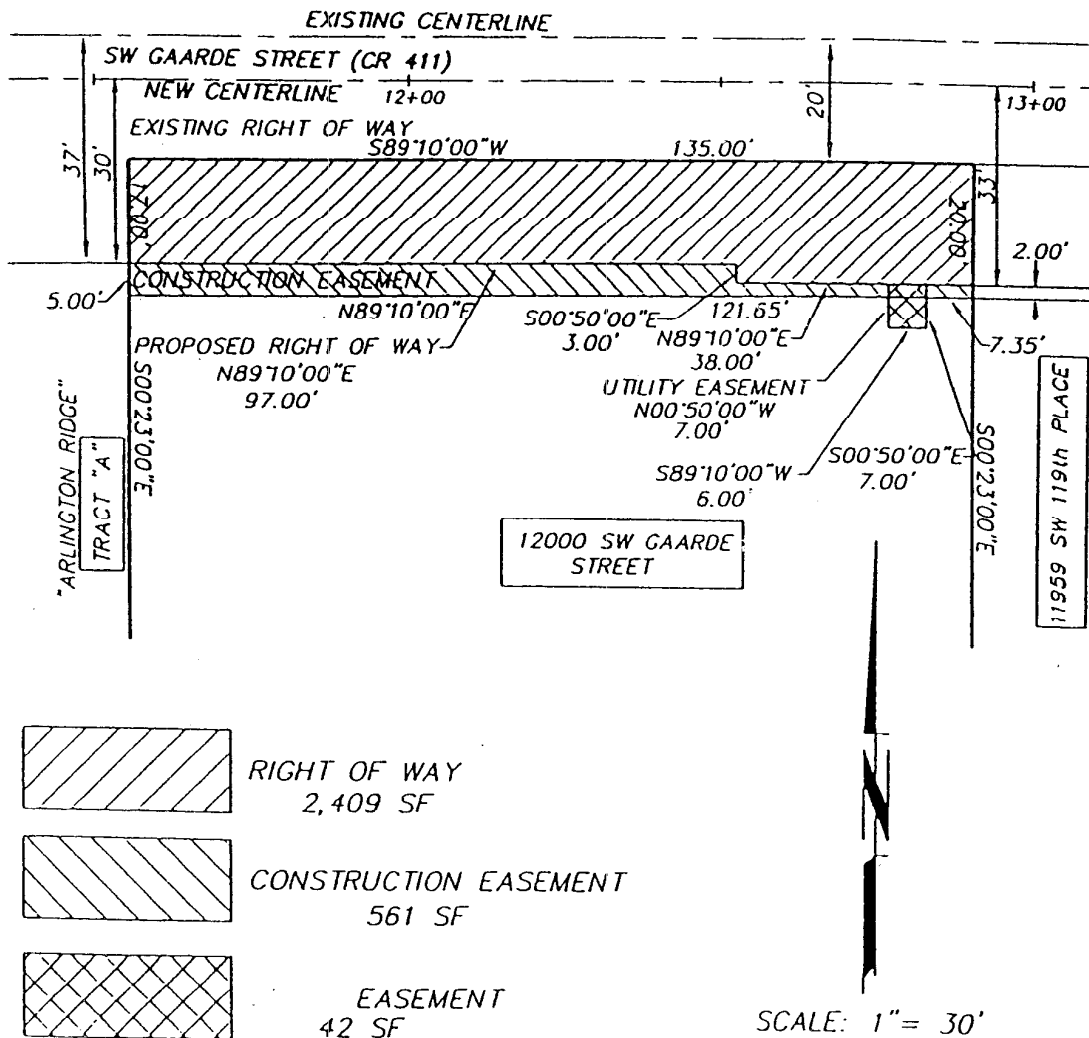 EXISTING CENTERLINE
SW GAARDE STREET (CR 411)
NEW CENTERLINE 12+00
13+00
EXISTING RIGHT OF WAY
S89°10'00"W 135.00'
37'
30'
20'
33'
17.00'
20.00'
2.00'
5.00'
CONSTRUCTION EASEMENT
N89°10'00"E
S00°50'00"E
3.00'
121.65'
N89°10'00"E
38.00'
7.35'
PROPOSED RIGHT OF WAY
N89°10'00"E
97.00'
UTILITY EASEMENT
N00°50'00"W
7.00'
S89°10'00"W
6.00'
S00°50'00"E
7.00'
"ARLINGTON RIDGE"
TRACT "A"
S00°23'00"E
S00°23'00"E
11959 SW 119th PLACE
12000 SW GAARDE
STREET
RIGHT OF WAY
2,409 SF
CONSTRUCTION EASEMENT
561 SF
EASEMENT
42 SF
N
SCALE: 1"= 30'